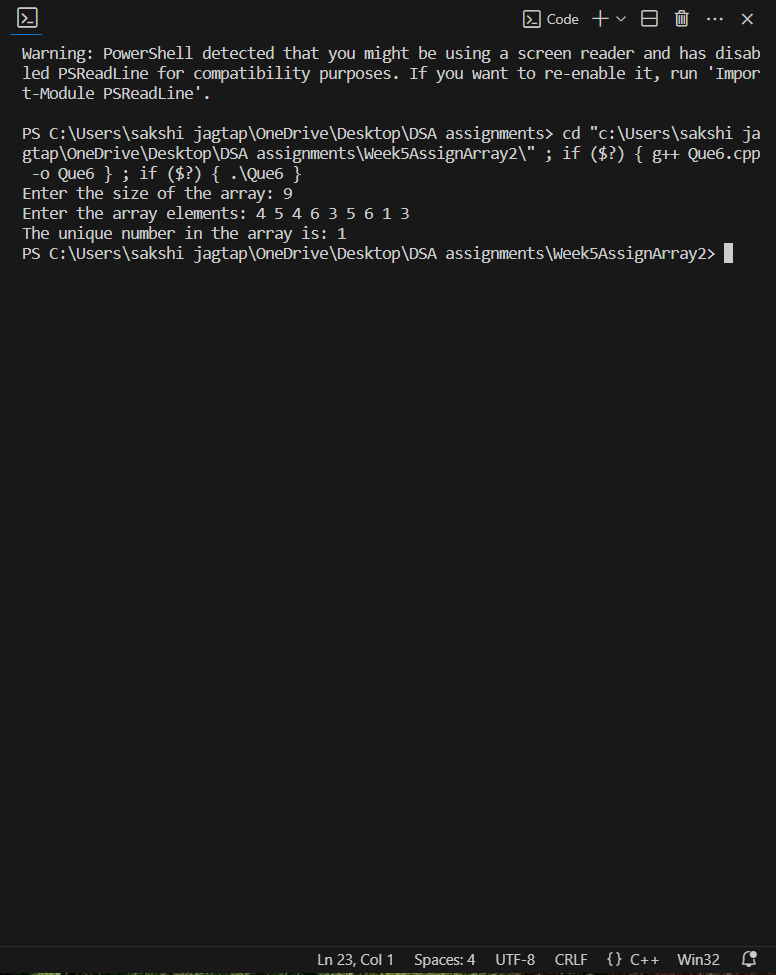 Code
Warning: PowerShell detected that you might be using a screen reader and has disab
led PSReadLine for compatibility purposes. If you want to re-enable it, run 'Impor
t-Module PSReadLine'.
PS C:\Users\sakshi jagtap\OneDrive\Desktop\DSA assignments> cd "c:\Users\sakshi ja
gtap\OneDrive\Desktop\DSA assignments\Week5AssignArray2\" ; if ($?) { g++ Que6.cpp
-o Que6 } ; if ($?) { .\Que6 }
Enter the size of the array: 9
Enter the array elements: 4 5 4 6 3 5 6 1 3
The unique number in the array is: 1
PS C:\Users\sakshi jagtap\OneDrive\Desktop\DSA assignments\Week5AssignArray2>
Ln 23, Col 1 Spaces: 4 UTF-8 CRLF {} C++ Win32